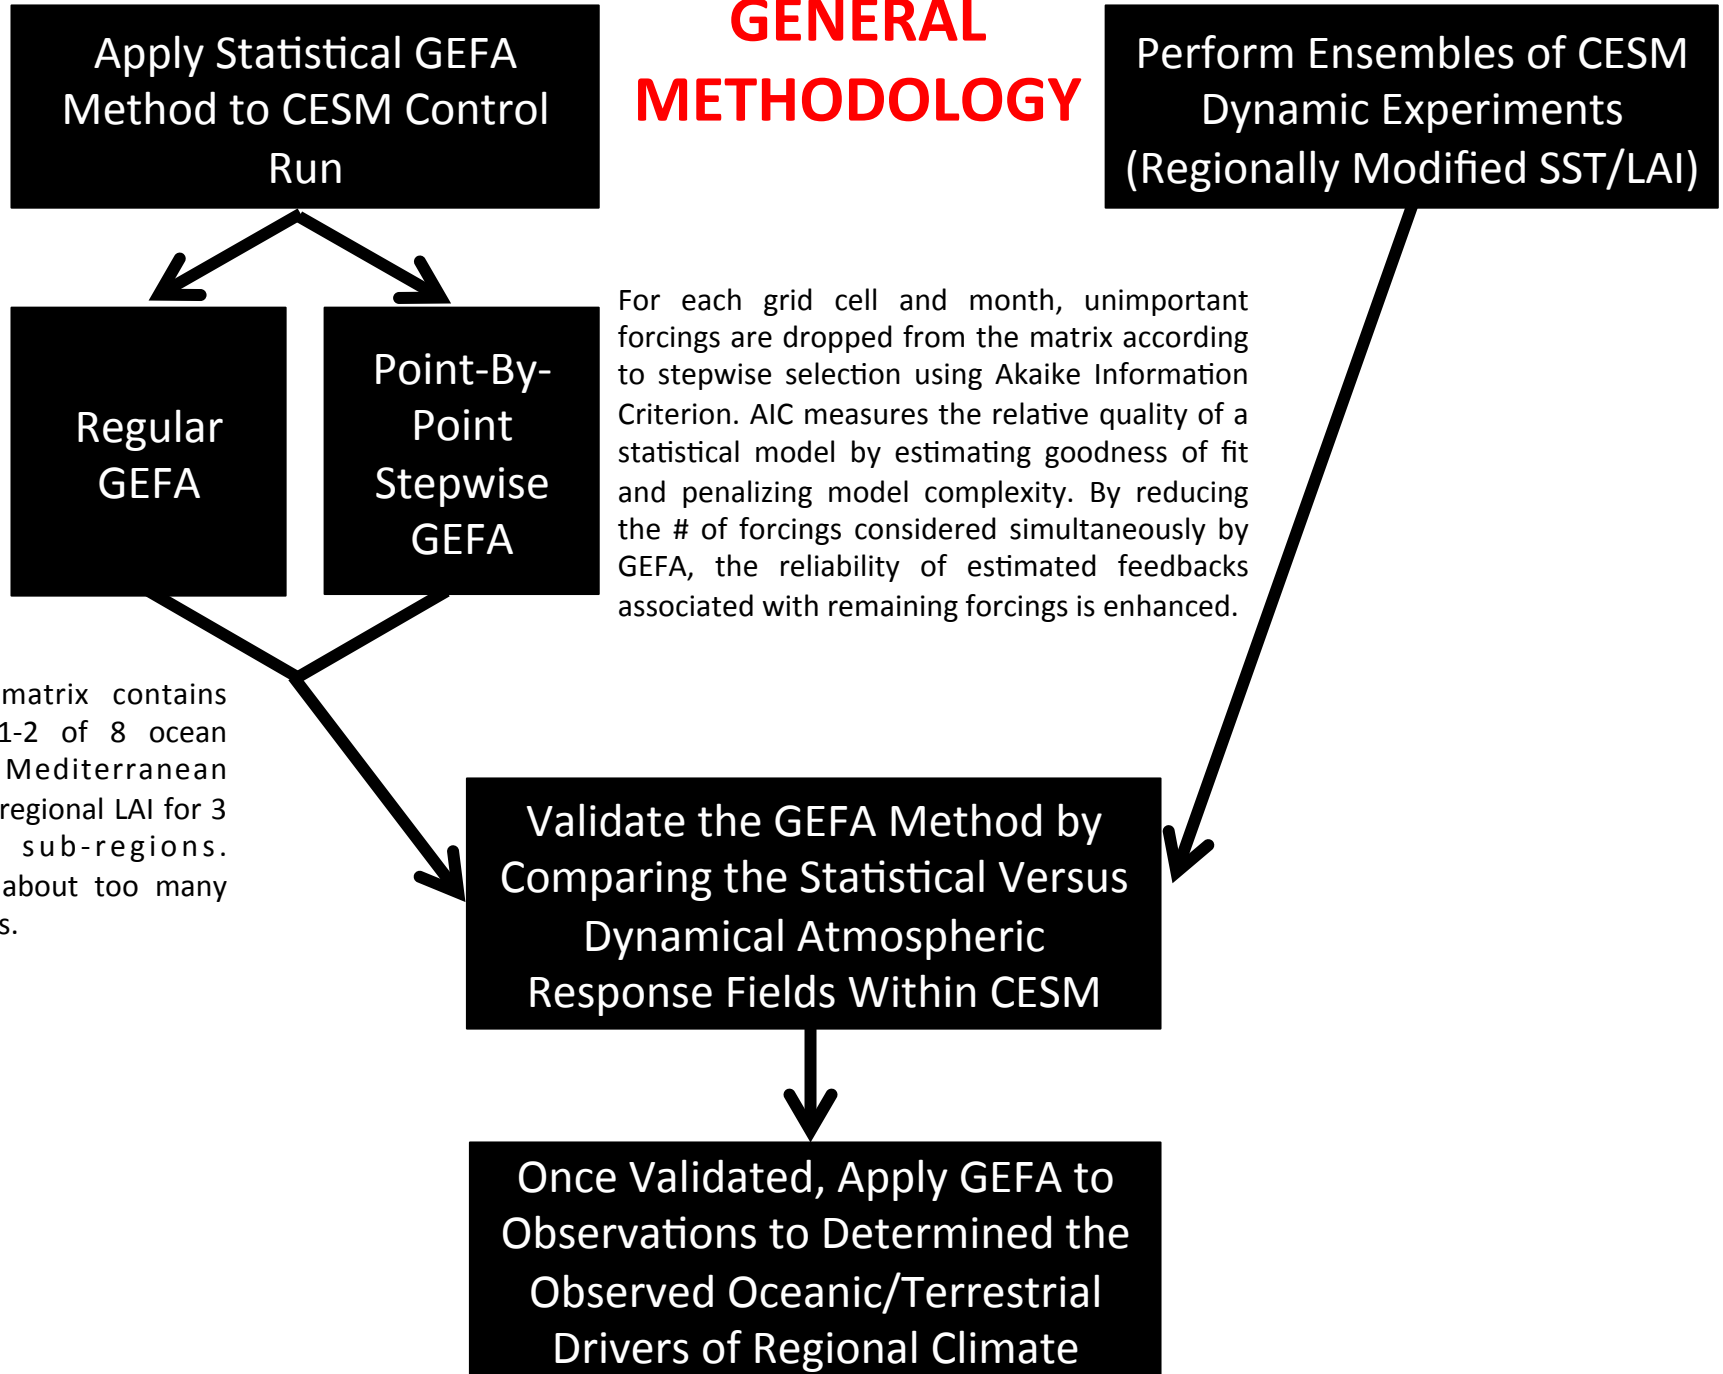 GENERAL
METHODOLOGY
Apply Statistical GEFA
Method to CESM Control
Run
Perform Ensembles of CESM
Dynamic Experiments
(Regionally Modified SST/LAI)
Regular
GEFA
Point-By-
Point
Stepwise
GEFA
For each grid cell and month, unimportant
forcings are dropped from the matrix according
to stepwise selection using Akaike Information
Criterion. AIC measures the relative quality of a
statistical model by estimating goodness of fit
and penalizing model complexity. By reducing
the # of forcings considered simultaneously by
GEFA, the reliability of estimated feedbacks
associated with remaining forcings is enhanced.
matrix contains
1-2 of 8 ocean
Mediterranean
regional LAI for 3
sub-regions.
about too many
s.
Validate the GEFA Method by
Comparing the Statistical Versus
Dynamical Atmospheric
Response Fields Within CESM
Once Validated, Apply GEFA to
Observations to Determined the
Observed Oceanic/Terrestrial
Drivers of Regional Climate